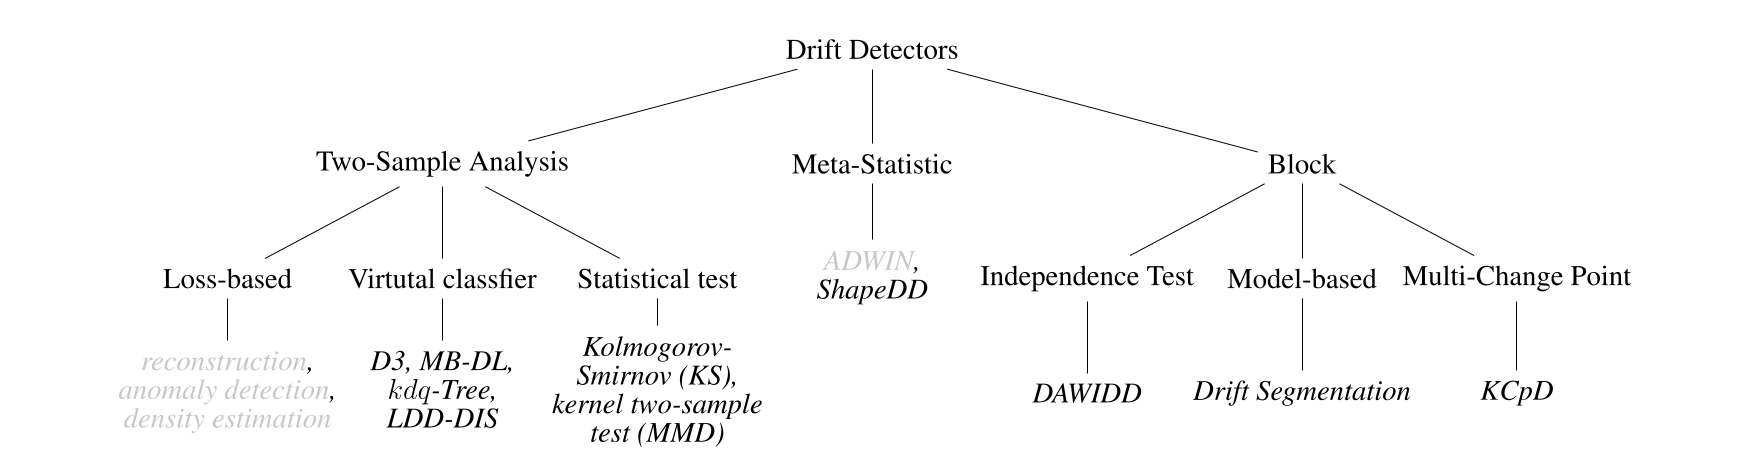 Drift Detectors
Two-Sample Analysis
Meta-Statistic
Block
Loss-based
Virtutal classfier
Statistical test
ADWIN,
ShapeDD
Independence Test
Model-based
Multi-Change Point
reconstruction,
anomaly detection,
density estimation
D3, MB-DL,
kdq-Tree,
LDD-DIS
Kolmogorov-
Smirnov (KS),
kernel two-sample
test (MMD)
DAWIDD
Drift Segmentation
KCpD